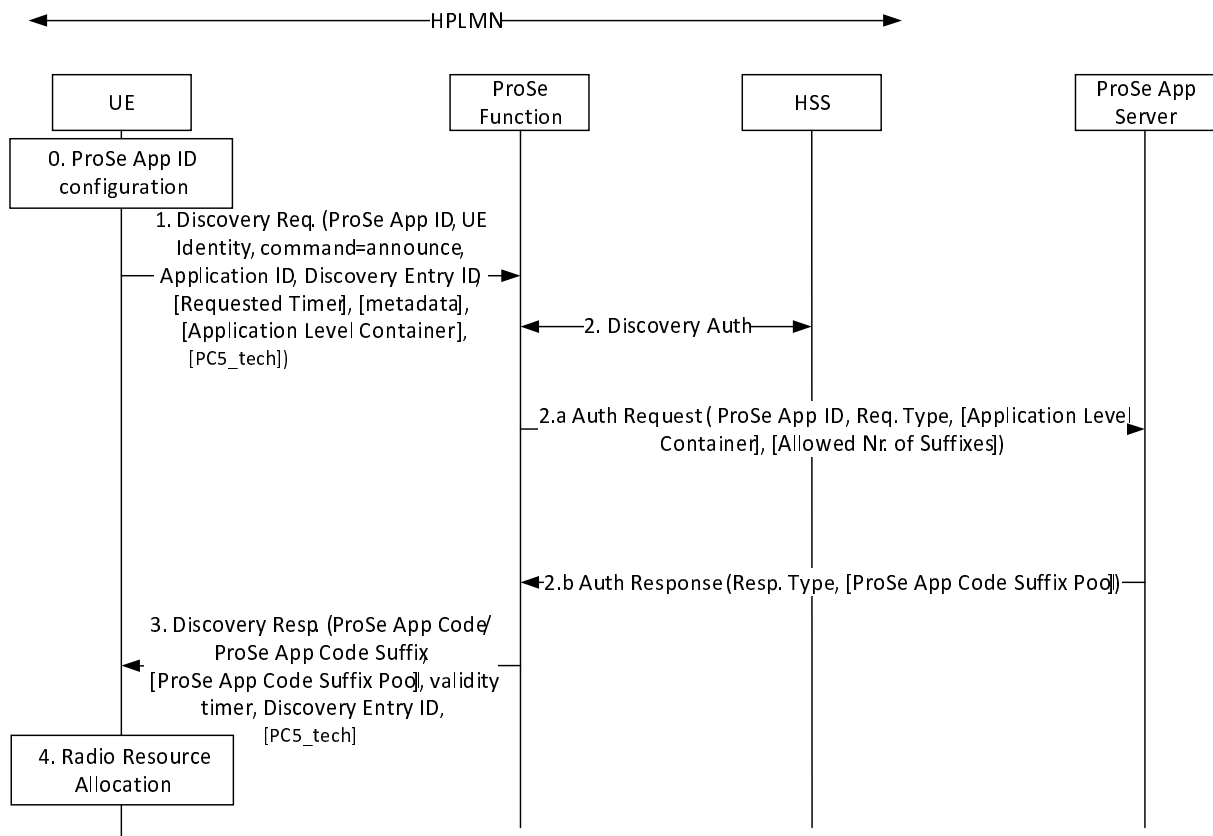 HPLMN
UE
ProSe
Function
HSS
ProSe App
Server
0. ProSe App ID
configuration
1. Discovery Req. (ProSe App ID, UE
Identity, command=announce,
Application ID, Discovery Entry ID,
[Requested Timer], [metadata],
[Application Level Container],
[PC5_tech])
2. Discovery Auth
2.a Auth Request ( ProSe App ID, Req. Type, [Application Level
Container], [Allowed Nr. of Suffixes])
2.b Auth Response (Resp. Type, [ProSe App Code Suffix Pool])
3. Discovery Resp. (ProSe App Code/
ProSe App Code Suffix,
[ProSe App Code Suffix Pool], validity
timer, Discovery Entry ID,
[PC5_tech]
4. Radio Resource
Allocation